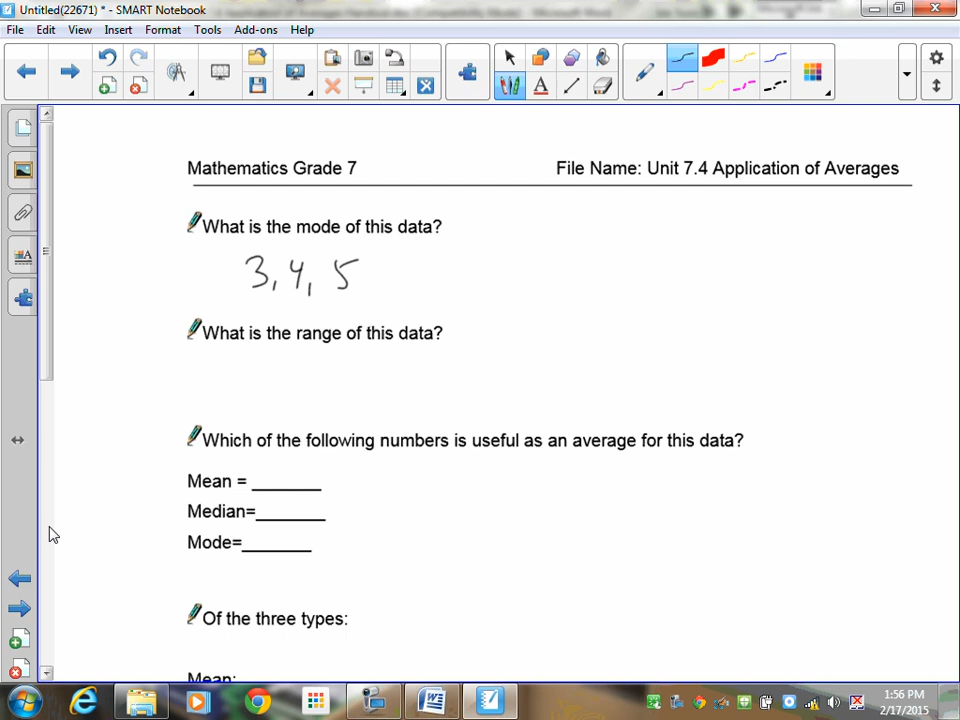 Untitled(22671) * - SMART Notebook
File Edit View Insert Format Tools Add-ons Help
Mathematics Grade 7 File Name: Unit 7.4 Application of Averages
What is the mode of this data?
3, 4, 5
What is the range of this data?
Which of the following numbers is useful as an average for this data?
Mean = _______
Median=_______
Mode=_______
Of the three types:
Mean:
1:56 PM
2/17/2015